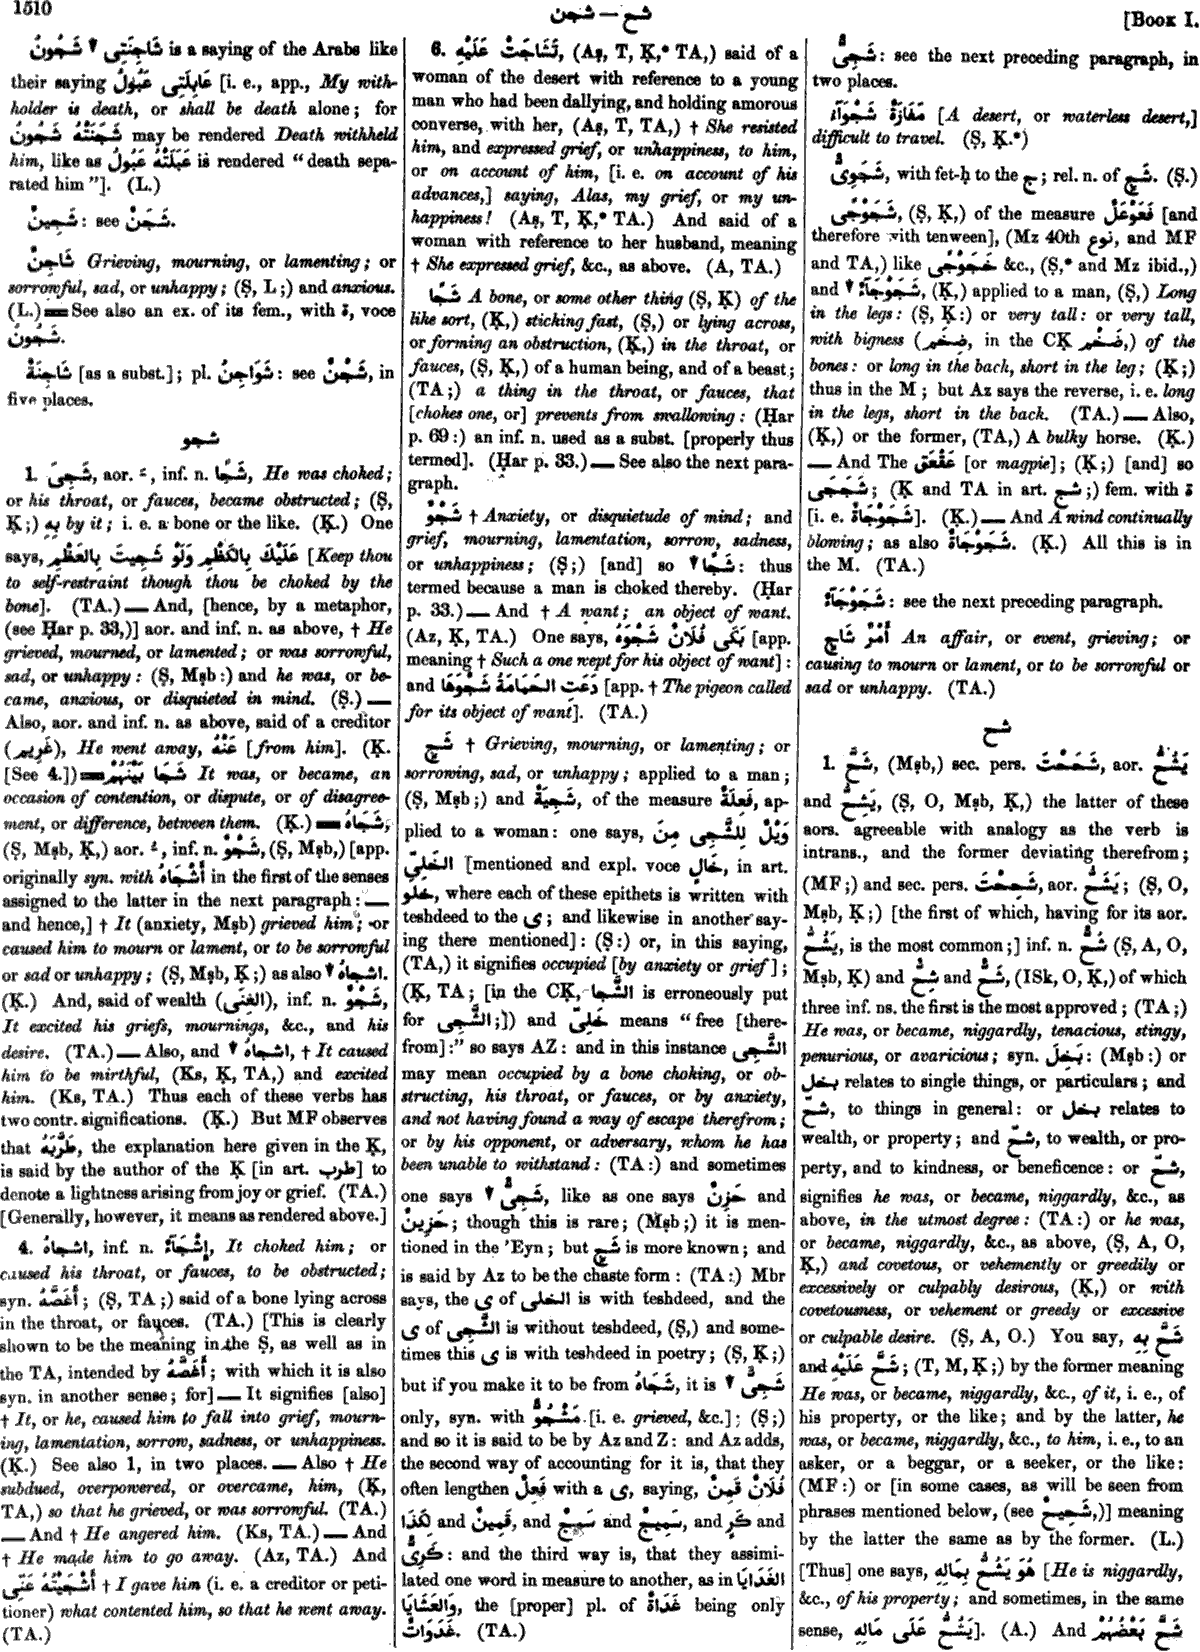 1510
شح — شجن
[Book I.
شَاجِنَتِى شَجُونُ is a saying of the Arabs like
their saying عَابِلَتِى عَبُولُ [i. e., app., My with-
holder is death, or shall be death alone; for
شَجَنَتْهُ شَجُونُ may be rendered Death withheld
him, like as عَبَلَتْهُ عَبُولُ is rendered “death sepa-
rated him”]. (L.)
شَجِينٌ: see شَجَنٌ.
شَاجِنٌ Grieving, mourning, or lamenting; or
sorrowful, sad, or unhappy; (Ṣ, L;) and anxious.
(L.) See also an ex. of its fem., with ة, voce
شَجُونُ.
شَاجِنَةٌ [as a subst.]; pl. شَوَاجِنُ: see شَجْنٌ, in
five places.
شجو
1. شَجِىَ, aor. ـَ, inf. n. شَجًا, He was choked;
or his throat, or fauces, became obstructed; (Ṣ,
Ḳ;) بِهِ by it; i. e. a bone or the like. (Ḳ.) One
says, عَلَيْكَ بِالكَظْمِ وَلَوْ شَجِيتَ بِالعَظْمِ [Keep thou
to self-restraint though thou be choked by the
bone]. (TA.) — And, [hence, by a metaphor,
(see Ḥar p. 33,)] aor. and inf. n. as above, † He
grieved, mourned, or lamented; or was sorrowful,
sad, or unhappy: (Ṣ, Mṣb:) and he was, or be-
came, anxious, or disquieted in mind. (Ṣ.) —
Also, aor. and inf. n. as above, said of a creditor
(غَرِيم), He went away, عَنْهُ [from him]. (Ḳ.
[See 4.]) شَجَا بَيْنَهُمْ It was, or became, an
occasion of contention, or dispute, or of disagree-
ment, or difference, between them. (Ḳ.) شَجَاهُ,
(Ṣ, Mṣb, Ḳ,) aor. ـُ, inf. n. شَجْوٌ, (Ṣ, Mṣb,) [app.
originally syn. with أَشْجَاهُ in the first of the senses
assigned to the latter in the next paragraph: —
and hence,] † It (anxiety, Mṣb) grieved him; or
caused him to mourn or lament, or to be sorrowful
or sad or unhappy; (Ṣ, Mṣb, Ḳ;) as also اشجاهُ.
(Ḳ.) And, said of wealth (الغِنَى), inf. n. شَجْوٌ,
It excited his griefs, mournings, &c., and his
desire. (TA.) — Also, and اشجاهُ, † It caused
him to be mirthful, (Ks, Ḳ, TA,) and excited
him. (Ks, TA.) Thus each of these verbs has
two contr. significations. (Ḳ.) But MF observes
that طَرَّبَهُ, the explanation here given in the Ḳ,
is said by the author of the Ḳ [in art. طرب] to
denote a lightness arising from joy or grief. (TA.)
[Generally, however, it means as rendered above.]
4. اشجاهُ, inf. n. إِشْجَآءٌ, It choked him; or
caused his throat, or fauces, to be obstructed;
syn. أَغَصَّهُ; (Ṣ, TA;) said of a bone lying across
in the throat, or fauces. (TA.) [This is clearly
shown to be the meaning in the Ṣ, as well as in
the TA, intended by أَغَصَّهُ; with which it is also
syn. in another sense; for] — It signifies [also]
† It, or he, caused him to fall into grief, mourn-
ing, lamentation, sorrow, sadness, or unhappiness.
(Ḳ.) See also 1, in two places. — Also † He
subdued, overpowered, or overcame, him, (Ḳ,
TA,) so that he grieved, or was sorrowful. (TA.)
— And † He angered him. (Ks, TA.) — And
† He made him to go away. (Az, TA.) And
أَشْجَيْتُهُ عَنِّى † I gave him (i. e. a creditor or peti-
tioner) what contented him, so that he went away.
(TA.)
6. تَشَاجَتْ عَلَيْهِ, (Aṣ, T, Ḳ,* TA,) said of a
woman of the desert with reference to a young
man who had been dallying, and holding amorous
converse, with her, (Aṣ, T, TA,) † She resisted
him, and expressed grief, or unhappiness, to him,
or on account of him, [i. e. on account of his
advances,] saying, Alas, my grief, or my un-
happiness! (Aṣ, T, Ḳ,* TA.) And said of a
woman with reference to her husband, meaning
† She expressed grief, &c., as above. (A, TA.)
شَجًا A bone, or some other thing (Ṣ, Ḳ) of the
like sort, (Ḳ,) sticking fast, (Ṣ,) or lying across,
or forming an obstruction, (Ḳ,) in the throat, or
fauces, (Ṣ, Ḳ,) of a human being, and of a beast;
(TA;) a thing in the throat, or fauces, that
[chokes one, or] prevents from swallowing: (Ḥar
p. 69:) an inf. n. used as a subst. [properly thus
termed]. (Ḥar p. 33.) — See also the next para-
graph.
شَجْوٌ † Anxiety, or disquietude of mind; and
grief, mourning, lamentation, sorrow, sadness,
or unhappiness; (Ṣ;) [and] so شَجًا: thus
termed because a man is choked thereby. (Ḥar
p. 33.) — And † A want; an object of want.
(Az, Ḳ, TA.) One says, بَكَى فُلَانٌ شَجْوَهُ [app.
meaning † Such a one wept for his object of want]:
and دَعَتِ الحَمَامَةُ شَجْوَهَا [app. † The pigeon called
for its object of want]. (TA.)
شَجٍ † Grieving, mourning, or lamenting; or
sorrowing, sad, or unhappy; applied to a man;
(Ṣ, Mṣb;) and شَجِيَةٌ, of the measure فَعِلَةٌ, ap-
plied to a woman: one says, وَيْلٌ لِلشَّجِى مِنَ
الخَلِىِّ [mentioned and expl. voce خَالٍ, in art.
خلو, where each of these epithets is written with
teshdeed to the ى; and likewise in another say-
ing there mentioned]: (Ṣ:) or, in this saying,
(TA,) it signifies occupied [by anxiety or grief];
(Ḳ, TA; [in the CḲ, الشَّجا is erroneously put
for الشَّجِى;]) and خَلِىّ means “free [there-
from]:” so says AZ: and in this instance الشَّجِى
may mean occupied by a bone choking, or ob-
structing, his throat, or fauces, or by anxiety,
and not having found a way of escape therefrom;
or by his opponent, or adversary, whom he has
been unable to withstand: (TA:) and sometimes
one says شَجِىٌّ, like as one says حَزِنٌ and
حَزِينٌ; though this is rare; (Mṣb;) it is men-
tioned in the ’Eyn; but شَجٍ is more known; and
is said by Az to be the chaste form: (TA:) Mbr
says, the ى of الخلى is with teshdeed, and the
ى of الشَّجِى is without teshdeed, (Ṣ,) and some-
times this ى is with teshdeed in poetry; (Ṣ, Ḳ;)
but if you make it to be from شَجَاهُ, it is شَجِىٌّ
only, syn. with مَشْجُوٌّ [i. e. grieved, &c.]; (Ṣ;)
and so it is said to be by Az and Z: and Az adds,
the second way of accounting for it is, that they
often lengthen فَعِلٌ with a ى, saying, فُلَانٌ قَمِنٌ
لِكَذَا and قَمِينٌ, and سَمِجٌ and سَمِيجٌ, and كَرٍ and
كَرِىٌّ: and the third way is, that they assimi-
lated one word in measure to another, as in الغَدَايَا
وَالعَشَايَا, the [proper] pl. of غَدَاةٌ being only
غَدَوَاتٌ. (TA.)
شَجِىٌّ: see the next preceding paragraph, in
two places.
مَفَازَةٌ شَجْوَآءُ [A desert, or waterless desert,]
difficult to travel. (Ṣ, Ḳ.*)
شَجَوِىٌّ, with fet-ḥ to the ج; rel. n. of شَجٍ. (Ṣ.)
شَجَوْجًى, (Ṣ, Ḳ,) of the measure فَعَوْعَلٌ [and
therefore with tenween], (Mz 40th نوع, and MF
and TA,) like خَجَوْجًى &c., (Ṣ,* and Mz ibid.,)
and شَجَوْجَآءٌ, (Ḳ,) applied to a man, (Ṣ,) Long
in the legs: (Ṣ, Ḳ:) or very tall: or very tall,
with bigness (ضِخَم, in the CḲ ضَخْم,) of the
bones: or long in the back, short in the leg; (Ḳ;)
thus in the M; but Az says the reverse, i. e. long
in the legs, short in the back. (TA.) — Also,
(Ḳ,) or the former, (TA,) A bulky horse. (Ḳ.)
— And The عَقْعَق [or magpie]; (Ḳ;) [and] so
شَجَجَى; (Ḳ and TA in art. شج;) fem. with ة
[i. e. شَجَوْجَاةٌ]. (Ḳ.) — And A wind continually
blowing; as also شَجَوْجَاةٌ. (Ḳ.) All this is in
the M. (TA.)
شَجَوْجَآءٌ: see the next preceding paragraph.
أَمْرٌ شَاجٍ An affair, or event, grieving; or
causing to mourn or lament, or to be sorrowful or
sad or unhappy. (TA.)
شح
1. شَحَّ, (Mṣb,) sec. pers. شَحَحْتَ, aor. يَشُحُّ
and يَشِحُّ, (Ṣ, O, Mṣb, Ḳ,) the latter of these
aors. agreeable with analogy as the verb is
intrans., and the former deviating therefrom;
(MF;) and sec. pers. شَحِحْتَ, aor. يَشَحُّ; (Ṣ, O,
Mṣb, Ḳ;) [the first of which, having for its aor.
يَشُحُّ, is the most common;] inf. n. شُحٌّ (Ṣ, A, O,
Mṣb, Ḳ) and شِحٌّ and شَحٌّ, (ISk, O, Ḳ,) of which
three inf. ns. the first is the most approved; (TA;)
He was, or became, niggardly, tenacious, stingy,
penurious, or avaricious; syn. بَخِلَ: (Mṣb:) or
بخل relates to single things, or particulars; and
شحّ, to things in general: or بخل relates to
wealth, or property; and شحّ, to wealth, or pro-
perty, and to kindness, or beneficence: or شحّ
signifies he was, or became, niggardly, &c., as
above, in the utmost degree: (TA:) or he was,
or became, niggardly, &c., as above, (Ṣ, A, O,
Ḳ,) and covetous, or vehemently or greedily or
excessively or culpably desirous, (Ḳ,) or with
covetousness, or vehement or greedy or excessive
or culpable desire. (Ṣ, A, O.) You say, شَحَّ بِهِ
and شَحَّ عَلَيْهِ; (T, M, Ḳ;) by the former meaning
He was, or became, niggardly, &c., of it, i. e., of
his property, or the like; and by the latter, he
was, or became, niggardly, &c., to him, i. e., to an
asker, or a beggar, or a seeker, or the like:
(MF:) or [in some cases, as will be seen from
phrases mentioned below, (see شَحِيحٌ,)] meaning
by the latter the same as by the former. (L.)
[Thus] one says, هُوَ يَشُحُّ بِمَالِهِ [He is niggardly,
&c., of his property; and sometimes, in the same
sense, يَشُحُّ عَلَى مَالِهِ]. (A.) And شَحَّ بَعْضُهُمْ